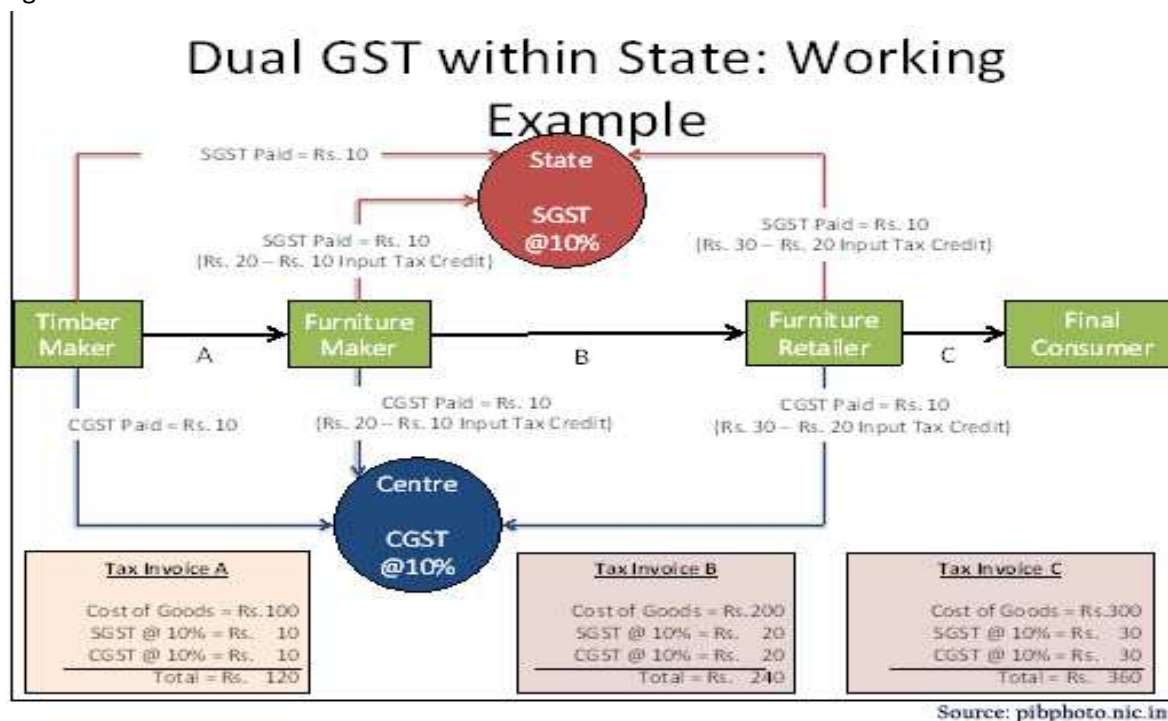 Dual GST within State: Working
Example
SGST Paid = Rs. 10
State
SGST
@10%
SGST Paid = Rs. 10
(Rs. 20 – Rs. 10 Input Tax Credit)
SGST Paid = Rs. 10
(Rs. 30 – Rs. 20 Input Tax Credit)
Timber
Maker
A
Furniture
Maker
B
Furniture
Retailer
C
Final
Consumer
CGST Paid = Rs. 10
CGST Paid = Rs. 10
(Rs. 20 – Rs. 10 Input Tax Credit)
CGST Paid = Rs. 10
(Rs. 30 – Rs. 20 Input Tax Credit)
Centre
CGST
@10%
Tax Invoice A
Cost of Goods = Rs.100
SGST @ 10% = Rs. 10
CGST @ 10% = Rs. 10
Total = Rs. 120
Tax Invoice B
Cost of Goods = Rs.200
SGST @ 10% = Rs. 20
CGST @ 10% = Rs. 20
Total = Rs. 240
Tax Invoice C
Cost of Goods = Rs.300
SGST @ 10% = Rs. 30
CGST @ 10% = Rs. 30
Total = Rs. 360
Source: pibphoto.nic.in